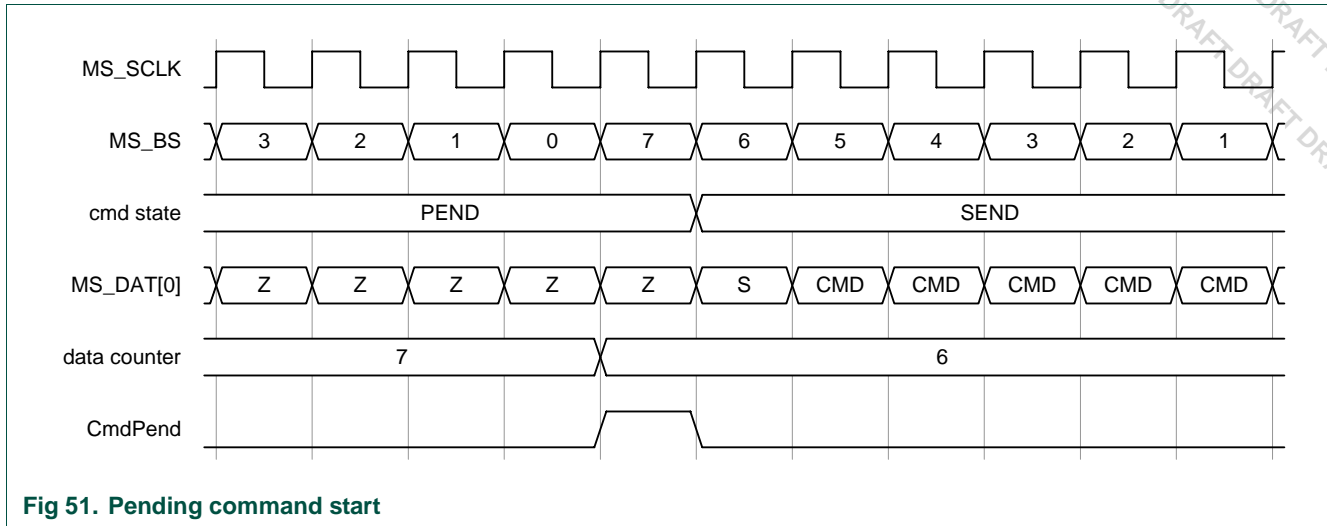 MS_SCLK
MS_BS 3 2 1 0 7 6 5 4 3 2 1
cmd state PEND SEND
MS_DAT[0] Z Z Z Z Z S CMD CMD CMD CMD CMD
data counter 7 6
CmdPend
Fig 51. Pending command start
DRAFT DRAFT DR
DRAFT DRAFT